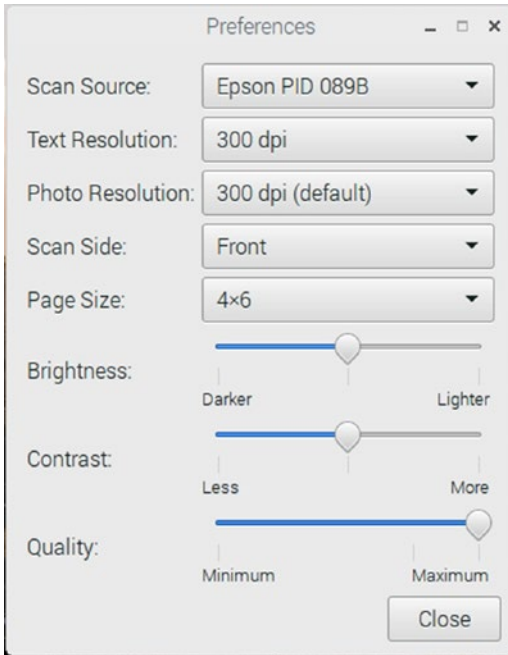 Preferences
Scan Source: Epson PID 089B
Text Resolution: 300 dpi
Photo Resolution: 300 dpi (default)
Scan Side: Front
Page Size: 4×6
Brightness:
Darker Lighter
Contrast:
Less More
Quality:
Minimum Maximum
Close